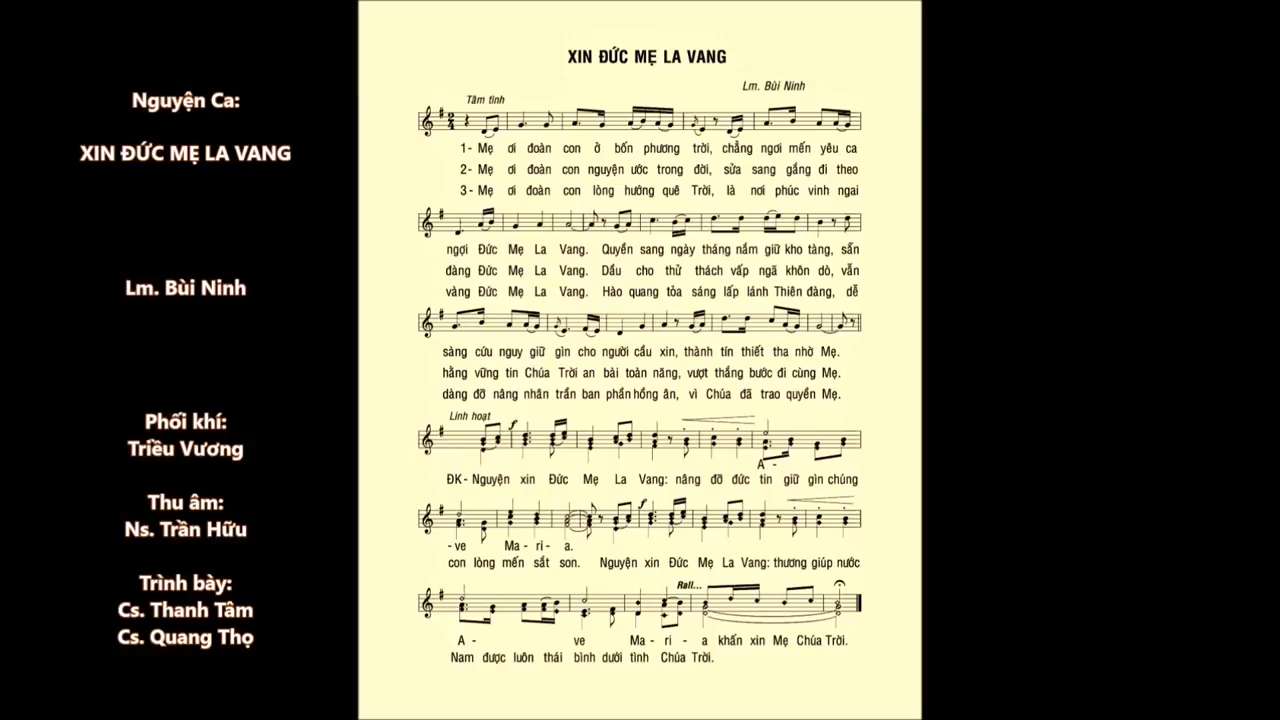 Nguyện Ca:
XIN ĐỨC MẸ LA VANG
Lm. Bùi Ninh
Phối khí:
Triều Vương
Thu âm:
Ns. Trần Hữu
Trình bày:
Cs. Thanh Tâm
Cs. Quang Thọ
XIN ĐỨC MẸ LA VANG
Lm. Bùi Ninh
Tâm tình
1- Mẹ ơi đoàn con ở bốn phương trời, chẳng ngơi mến yêu ca
2- Mẹ ơi đoàn con nguyện ước trong đời, sửa sang gắng đi theo
3- Mẹ ơi đoàn con lòng hướng quê Trời, là nơi phúc vinh ngai
ngợi Đức Mẹ La Vang. Quyền sang ngày tháng nắm giữ kho tàng, sẵn
đàng Đức Mẹ La Vang. Dẫu cho thử thách vấp ngã khôn dò, vẫn
vàng Đức Mẹ La Vang. Hào quang tỏa sáng lấp lánh Thiên đàng, dễ
sàng cứu nguy giữ gìn cho người cầu xin, thành tín thiết tha nhờ Mẹ.
hằng vững tin Chúa Trời an bài toàn năng, vượt thắng bước đi cùng Mẹ.
dàng đỡ nâng nhân trần ban phần hồng ân, vì Chúa đã trao quyền Mẹ.
Linh hoạt
f
A -
ĐK- Nguyện xin Đức Mẹ La Vang: nâng đỡ đức tin giữ gìn chúng
f
-ve Ma- ri- a.
con lòng mến sắt son. Nguyện xin Đức Mẹ La Vang: thương giúp nước
Rall...
A- ve Ma - ri - a khấn xin Mẹ Chúa Trời.
Nam được luôn thái bình dưới tình Chúa Trời.